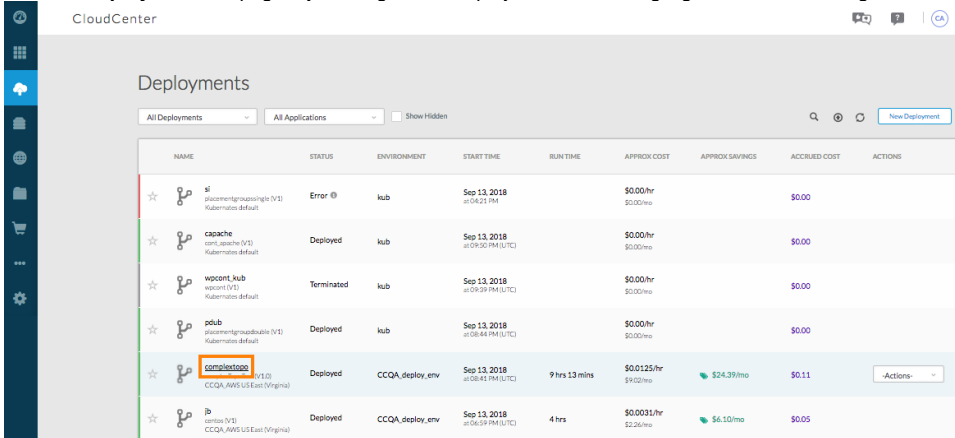 CloudCenter
?
CA
Deployments
All Deployments
All Applications
Show Hidden
New Deployment
NAME STATUS ENVIRONMENT START TIME RUN TIME APPROX COST APPROX SAVINGS ACCRUED COST ACTIONS
si
placementgroupssingle (V1)
Kubernates default
Error
kub
Sep 13, 2018
at 04:21 PM
$0.00/hr
$0.00/mo
$0.00
capache
cont_apache (V1)
Kubernates default
Deployed
kub
Sep 13, 2018
at 09:50 PM (UTC)
$0.00/hr
$0.00/mo
$0.00
wpcont_kub
wpcont (V1)
Kubernates default
Terminated
kub
Sep 13, 2018
at 09:39 PM (UTC)
$0.00/hr
$0.00/mo
$0.00
pdub
placementgroupdouble (V1)
Kubernates default
Deployed
kub
Sep 13, 2018
at 08:44 PM (UTC)
$0.00/hr
$0.00/mo
$0.00
complextopo
(V1.0)
CCQA_AWS US East (Virginia)
Deployed
CCQA_deploy_env
Sep 13, 2018
at 08:41 PM (UTC)
9 hrs 13 mins
$0.0125/hr
$9.02/mo
$24.39/mo
$0.11
-Actions-
jb
centos (V1)
CCQA_AWS US East (Virginia)
Deployed
CCQA_deploy_env
Sep 13, 2018
at 06:59 PM (UTC)
4 hrs
$0.0031/hr
$2.26/mo
$6.10/mo
$0.05